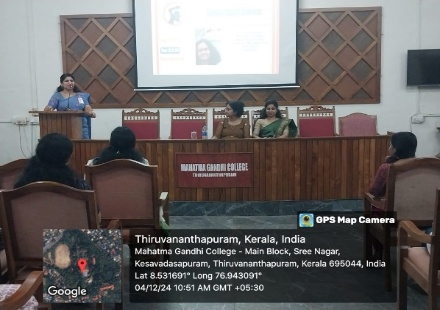 MAHATMA GANDHI COLLEGE
THIRUVANANTHAPURAM
GPS Map Camera
Thiruvananthapuram, Kerala, India
Mahatma Gandhi College - Main Block, Sree Nagar,
Kesavadasapuram, Thiruvananthapuram, Kerala 695044, India
Lat 8.531691° Long 76.943091°
04/12/24 10:51 AM GMT +05:30
Google